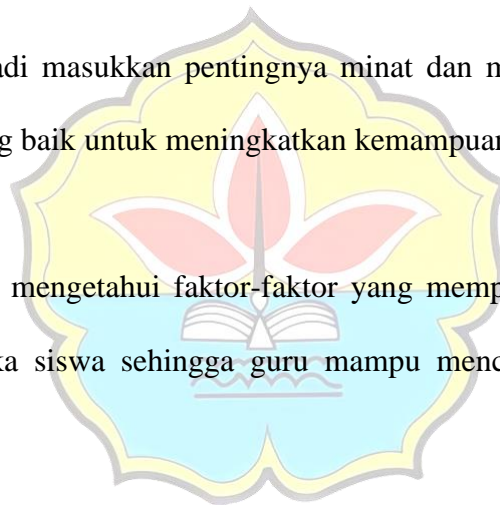 adi masukkan pentingnya minat dan m
g baik untuk meningkatkan kemampuan
mengetahui faktor-faktor yang memp
ka siswa sehingga guru mampu menc